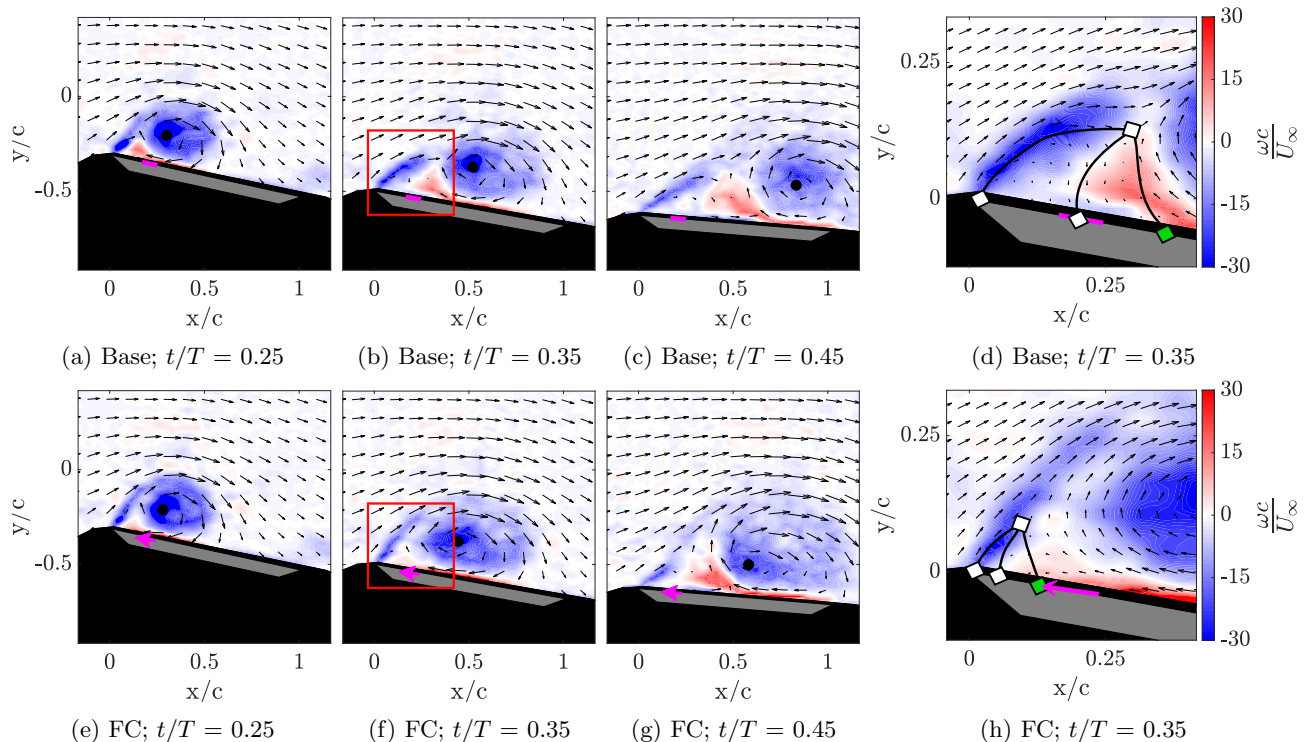 0
-0.5
y/c
0 0.5 1
x/c
(a) Base; t/T = 0.25
0 0.5 1
x/c
(b) Base; t/T = 0.35
0 0.5 1
x/c
(c) Base; t/T = 0.45
0.25
0
y/c
0 0.25
x/c
(d) Base; t/T = 0.35
30
15
0
-15
-30
ωc
U∞
0
-0.5
y/c
0 0.5 1
x/c
(e) FC; t/T = 0.25
0 0.5 1
x/c
(f) FC; t/T = 0.35
0 0.5 1
x/c
(g) FC; t/T = 0.45
0.25
0
y/c
0 0.25
x/c
(h) FC; t/T = 0.35
30
15
0
-15
-30
ωc
U∞